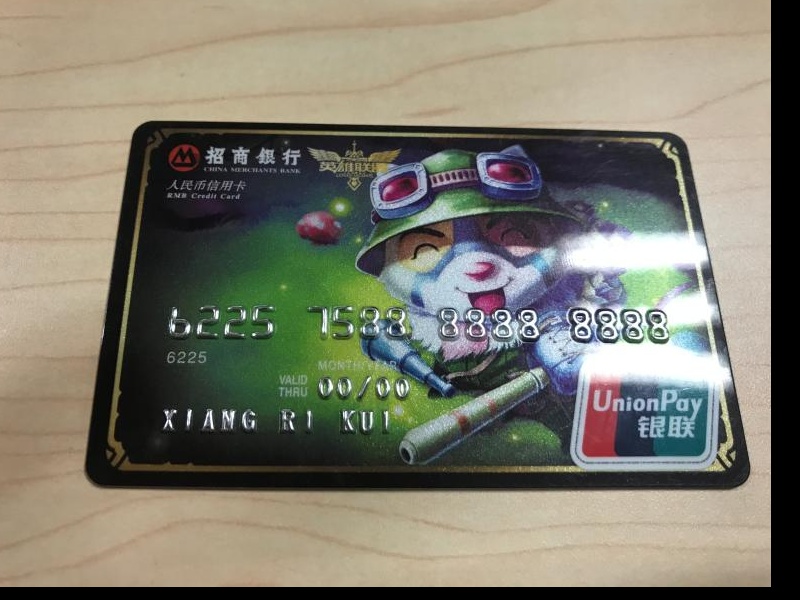 招商銀行
CHINA MERCHANTS BANK
英雄联盟
人民币信用卡
RMB Credit Card
6225 7588 8888 8888
6225
MONTH/YEAR
VALID THRU 00/00
XIANG RI KUI
UnionPay
银联